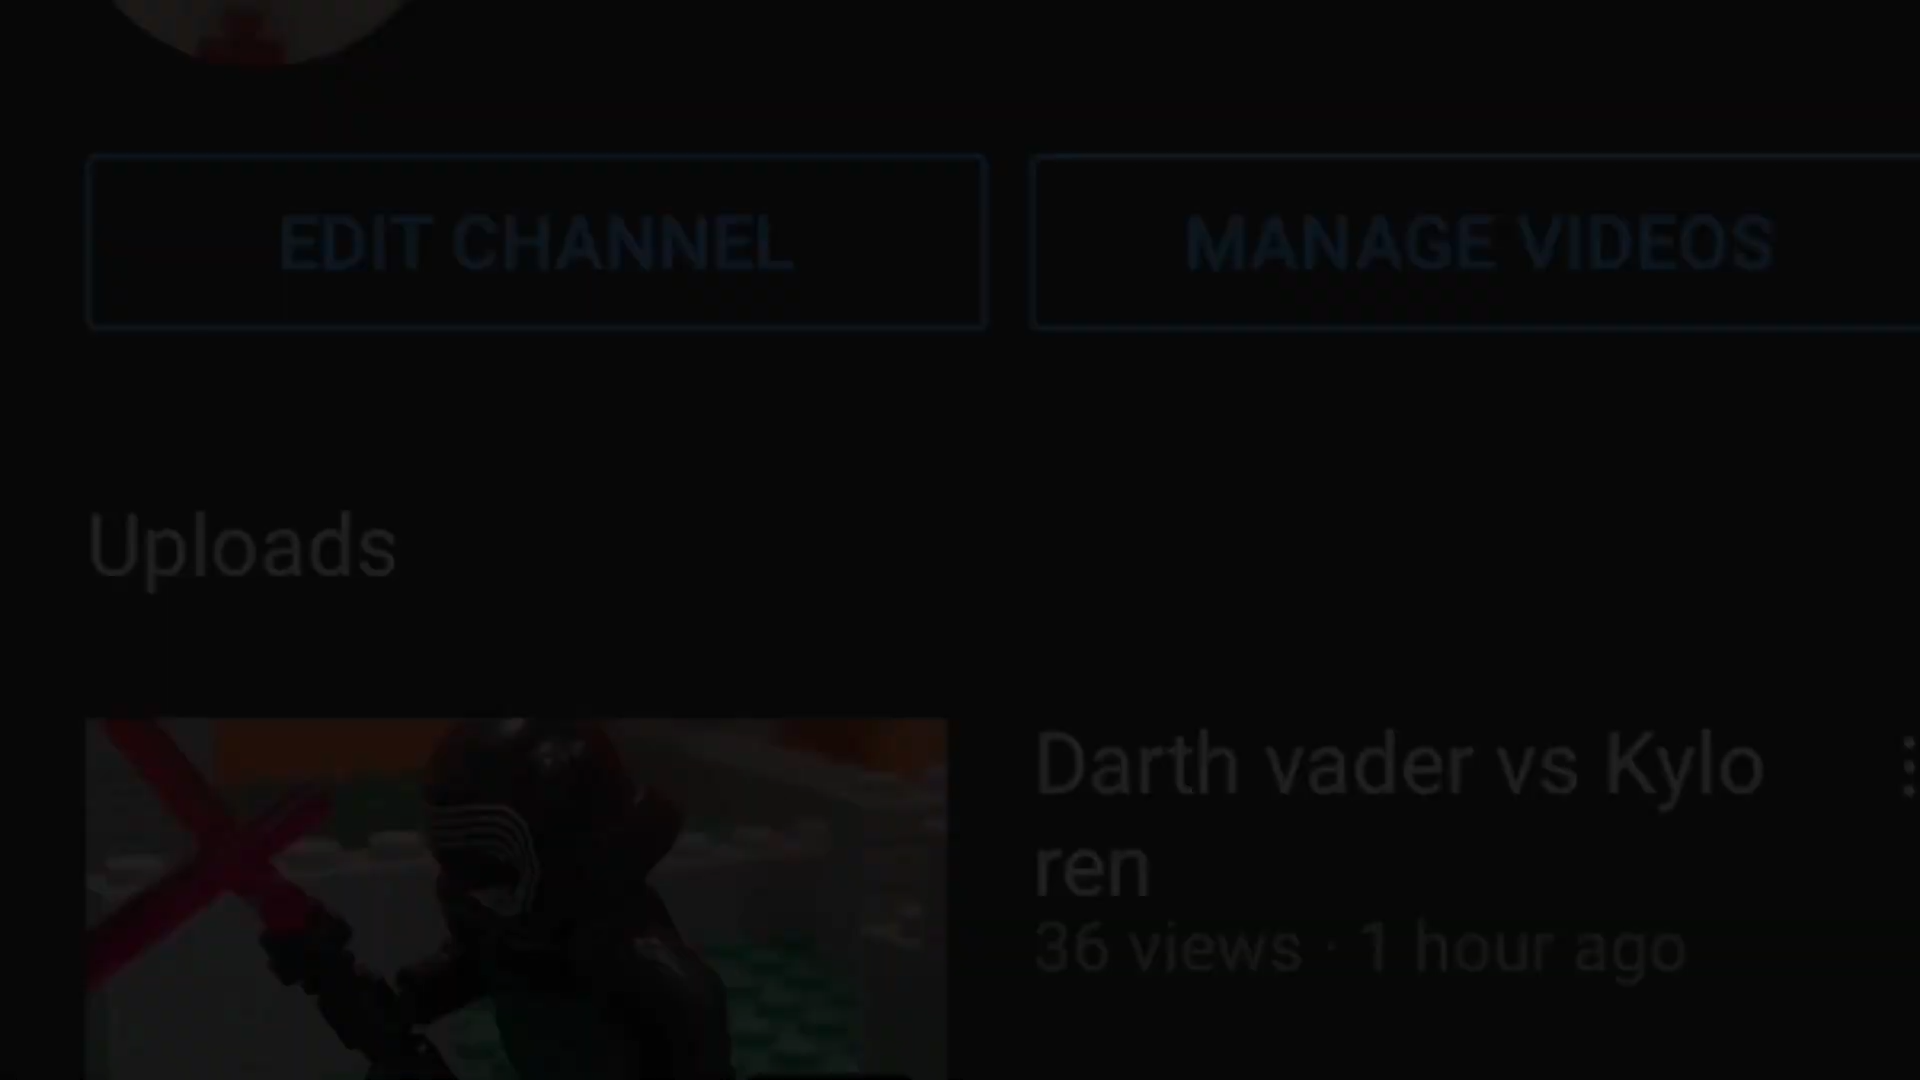 EDIT CHANNEL
MANAGE VIDEOS
Uploads
Darth vader vs Kylo
ren
36 views · 1 hour ago